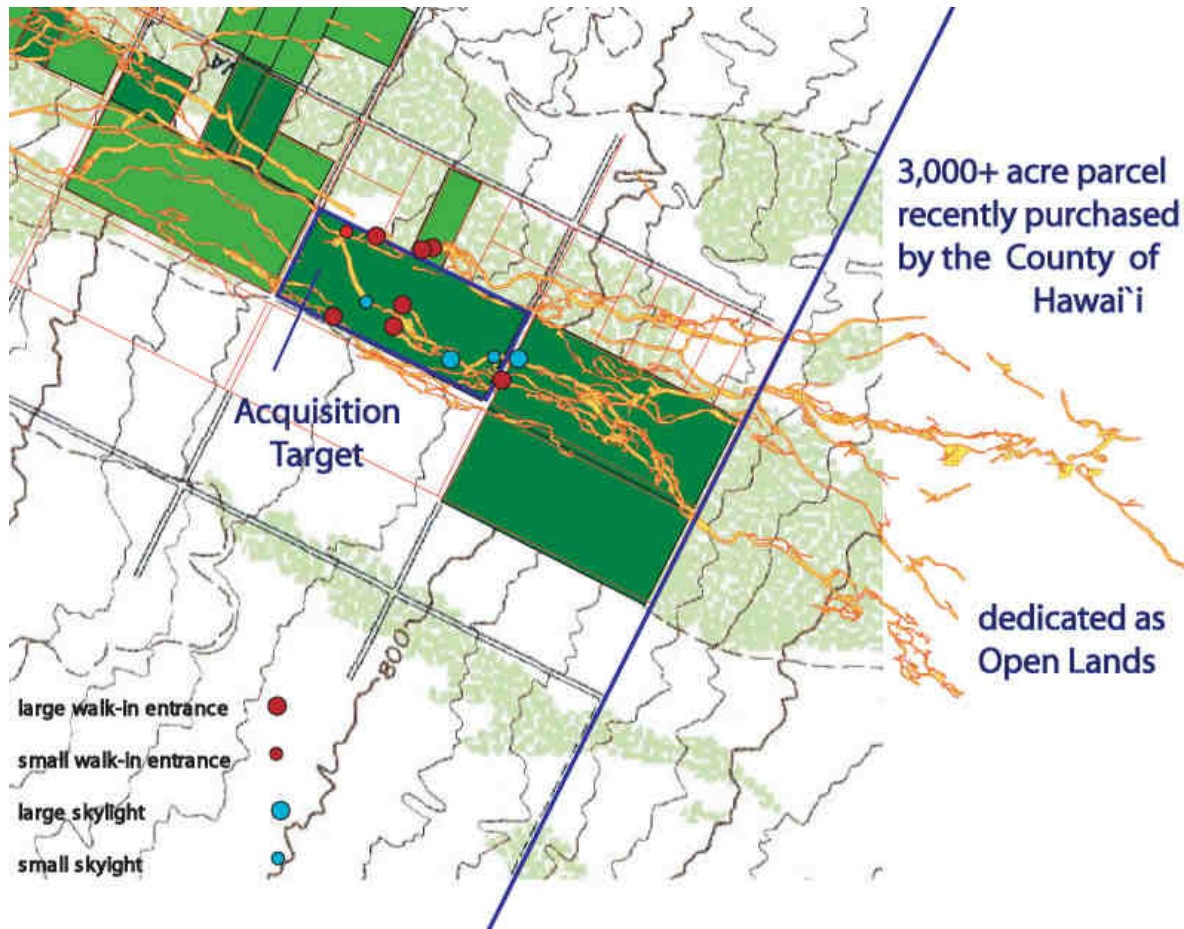 3,000+ acre parcel
recently purchased
by the County of
Hawai`i
Acquisition
Target
dedicated as
Open Lands
800
large walk-in entrance
small walk-in entrance
large skylight
small skyight